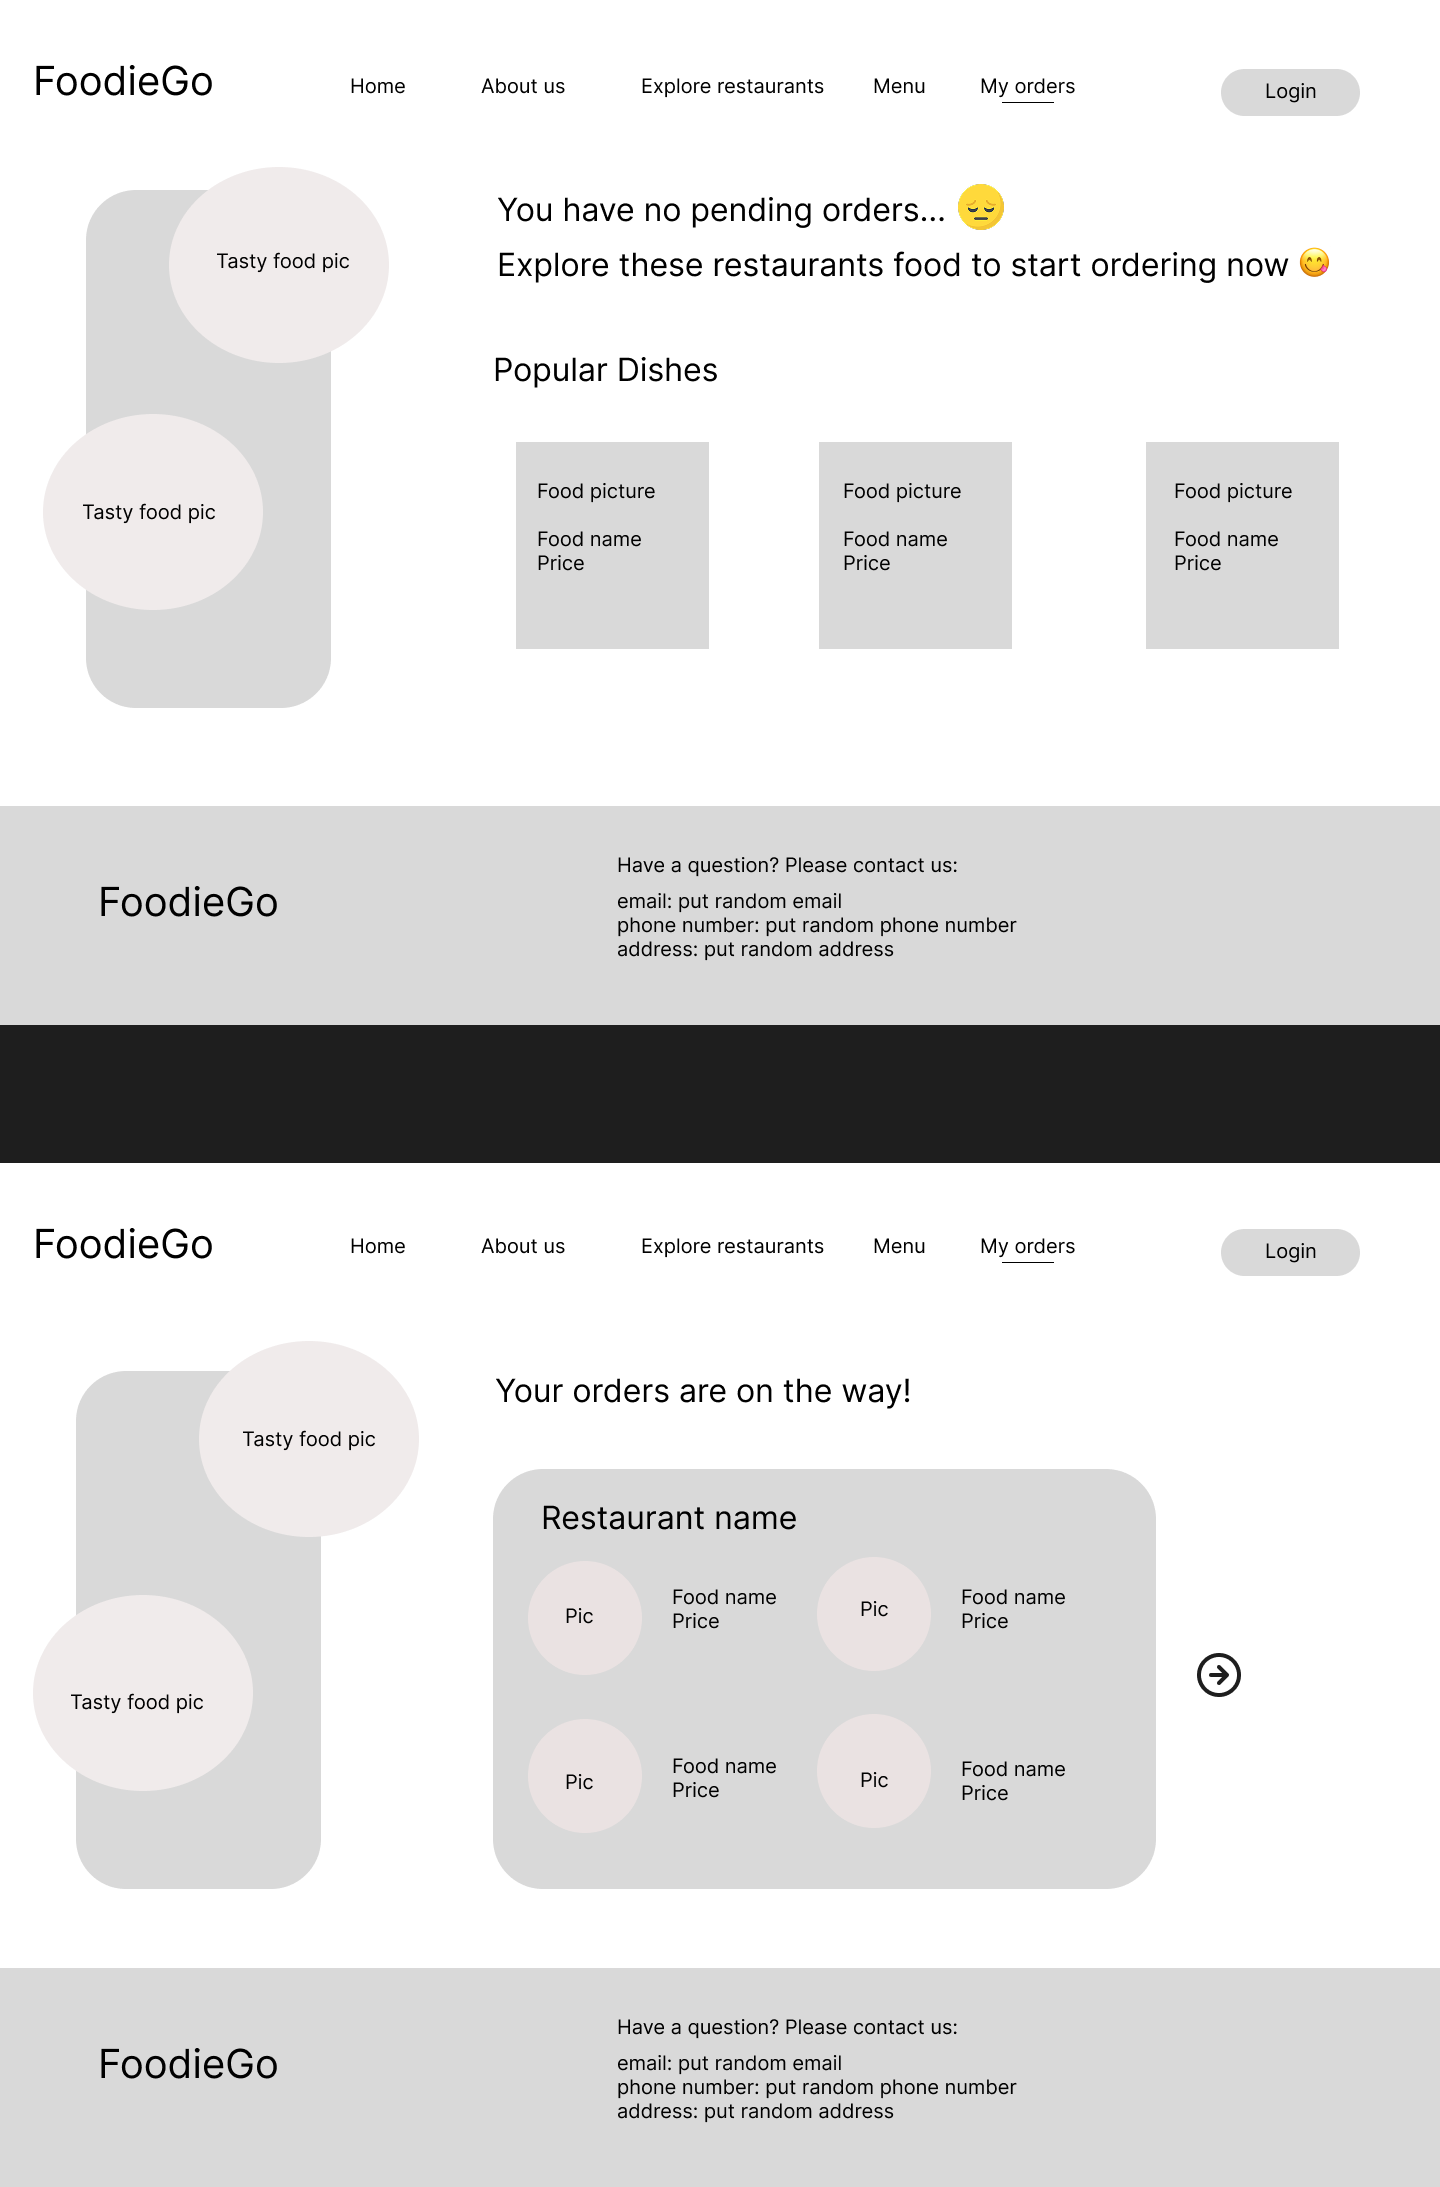 FoodieGo
Home
About us
Explore restaurants
Menu
My orders
Login
Tasty food pic
Tasty food pic
You have no pending orders... 😔
Explore these restaurants food to start ordering now 😋
Popular Dishes
Food picture
Food name
Price
Food picture
Food name
Price
Food picture
Food name
Price
FoodieGo
Have a question? Please contact us:
email: put random email
phone number: put random phone number
address: put random address
FoodieGo
Home
About us
Explore restaurants
Menu
My orders
Login
Tasty food pic
Tasty food pic
Your orders are on the way!
Restaurant name
Pic
Food name
Price
Pic
Food name
Price
Pic
Food name
Price
Pic
Food name
Price
FoodieGo
Have a question? Please contact us:
email: put random email
phone number: put random phone number
address: put random address